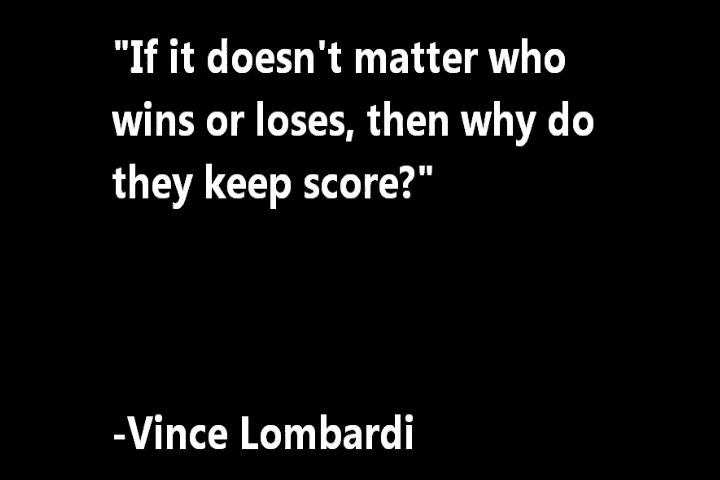 "If it doesn't matter who
wins or loses, then why do
they keep score?"
-Vince Lombardi